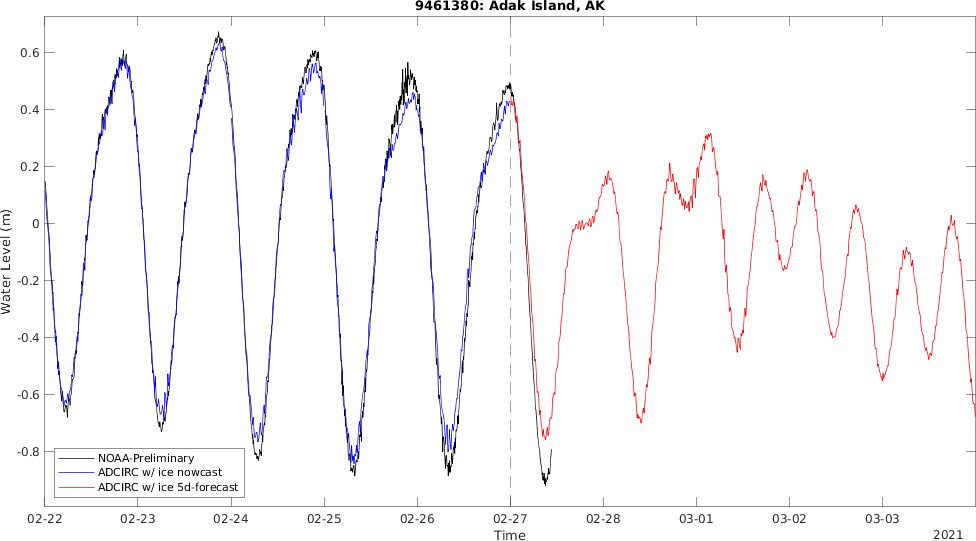 9461380: Adak Island, AK
Water Level (m)
0.6
0.4
0.2
0
-0.2
-0.4
-0.6
-0.8
NOAA-Preliminary
ADCIRC w/ ice nowcast
ADCIRC w/ ice 5d-forecast
02-22 02-23 02-24 02-25 02-26 02-27 02-28 03-01 03-02 03-03
Time
2021